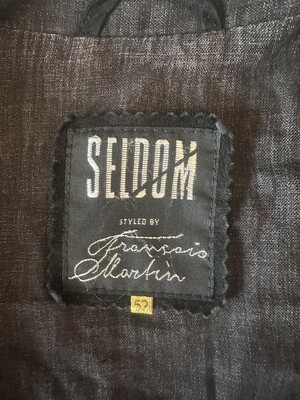 SELDOM
STYLED BY
François
Martin
52